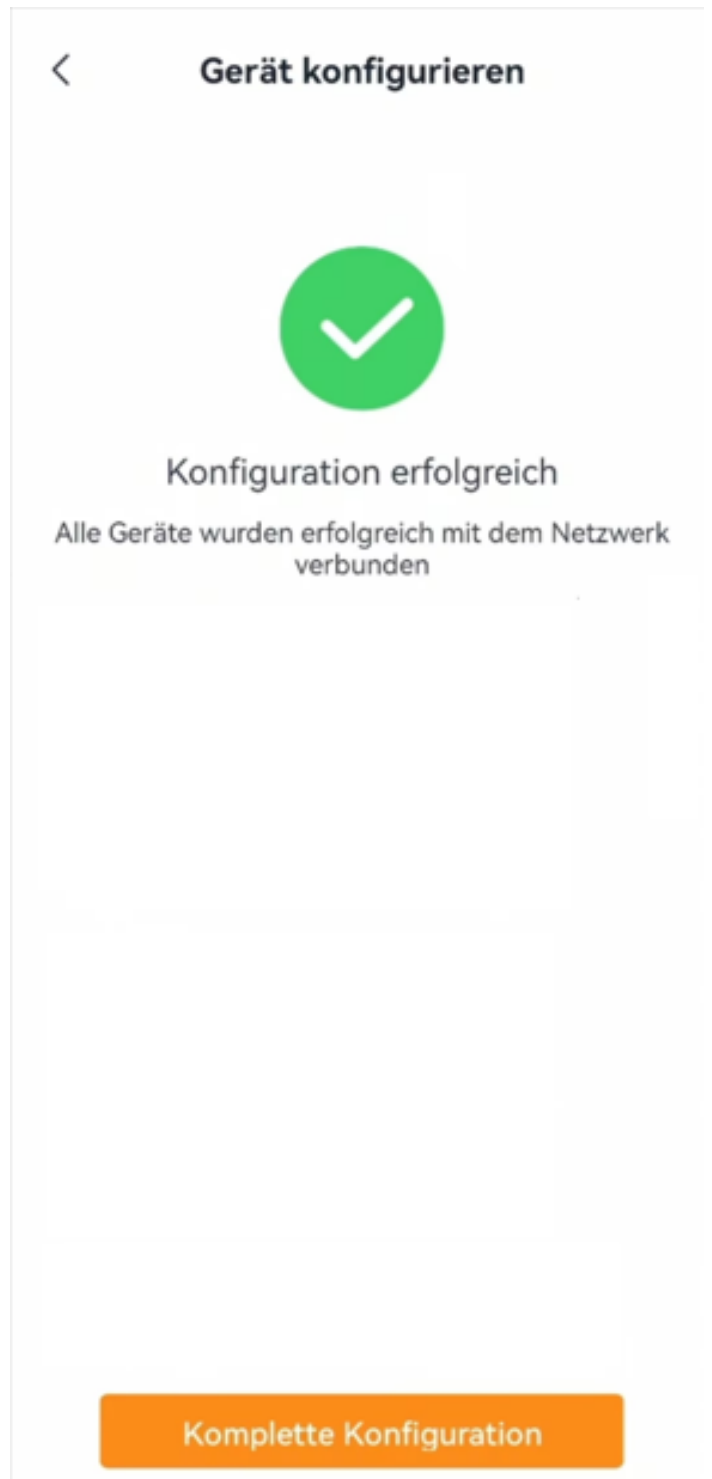 Gerät konfigurieren
Konfiguration erfolgreich
Alle Geräte wurden erfolgreich mit dem Netzwerk
verbunden
Komplette Konfiguration